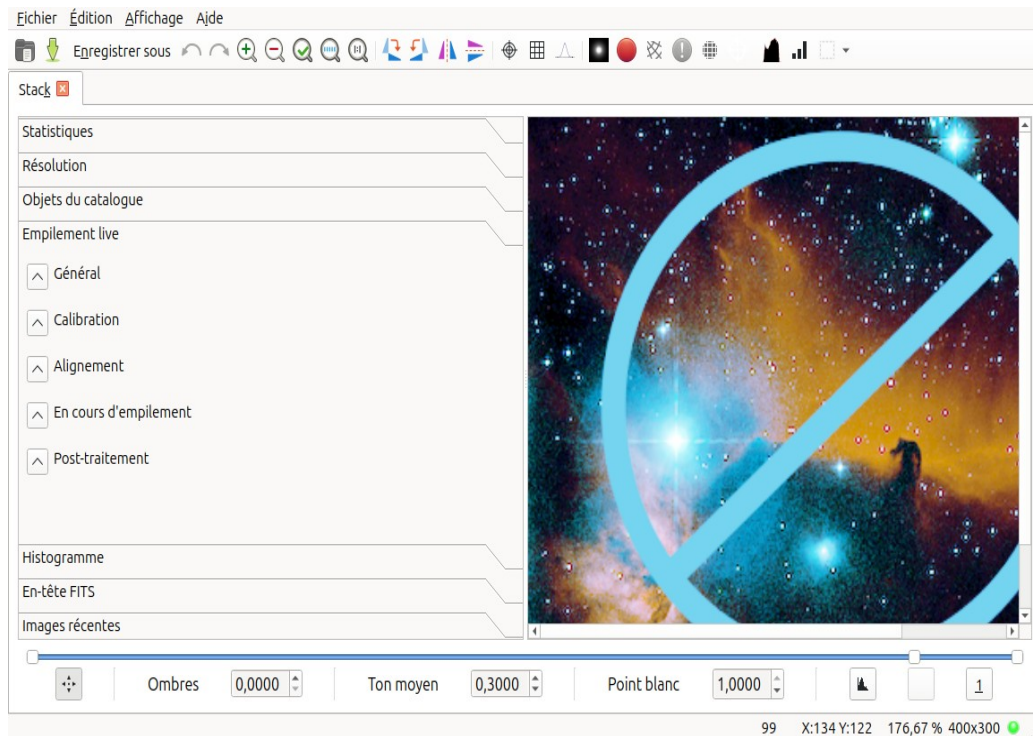 Fichier Édition Affichage Aide
Enregistrer sous 1:1
Stack
Statistiques
Résolution
Objets du catalogue
Empilement live
Général
Calibration
Alignement
En cours d'empilement
Post-traitement
Histogramme
En-tête FITS
Images récentes
Ombres 0,0000 Ton moyen 0,3000 Point blanc 1,0000 1
99 X:134 Y:122 176,67 % 400x300